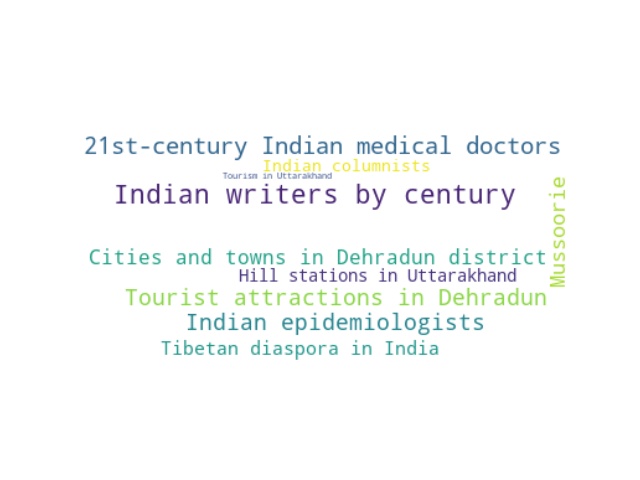 21st-century Indian medical doctors
Indian columnists
Tourism in Uttarakhand
Indian writers by century
Mussoorie
Cities and towns in Dehradun district
Hill stations in Uttarakhand
Tourist attractions in Dehradun
Indian epidemiologists
Tibetan diaspora in India